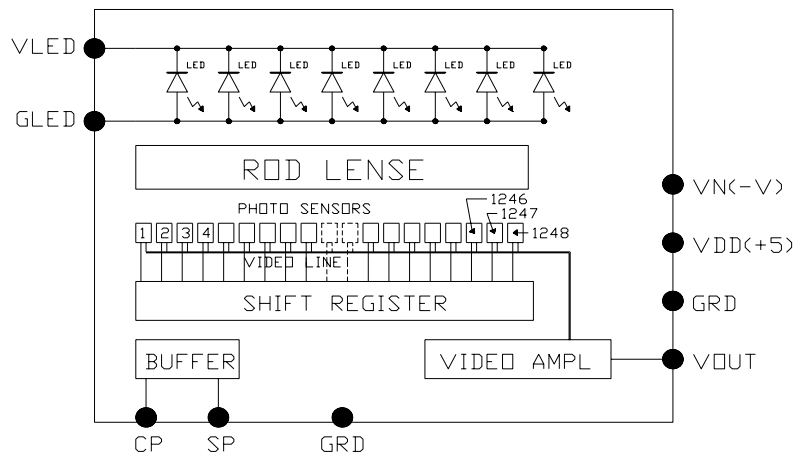 VLED
LED LED LED LED LED LED LED LED
GLED
ROD LENSE
VN(-V)
1246
PHOTO SENSORS
1247
1 2 3 4
1248
VDD(+5)
VIDEO LINE
SHIFT REGISTER
GRD
BUFFER
VIDEO AMPL
VOUT
CP SP GRD